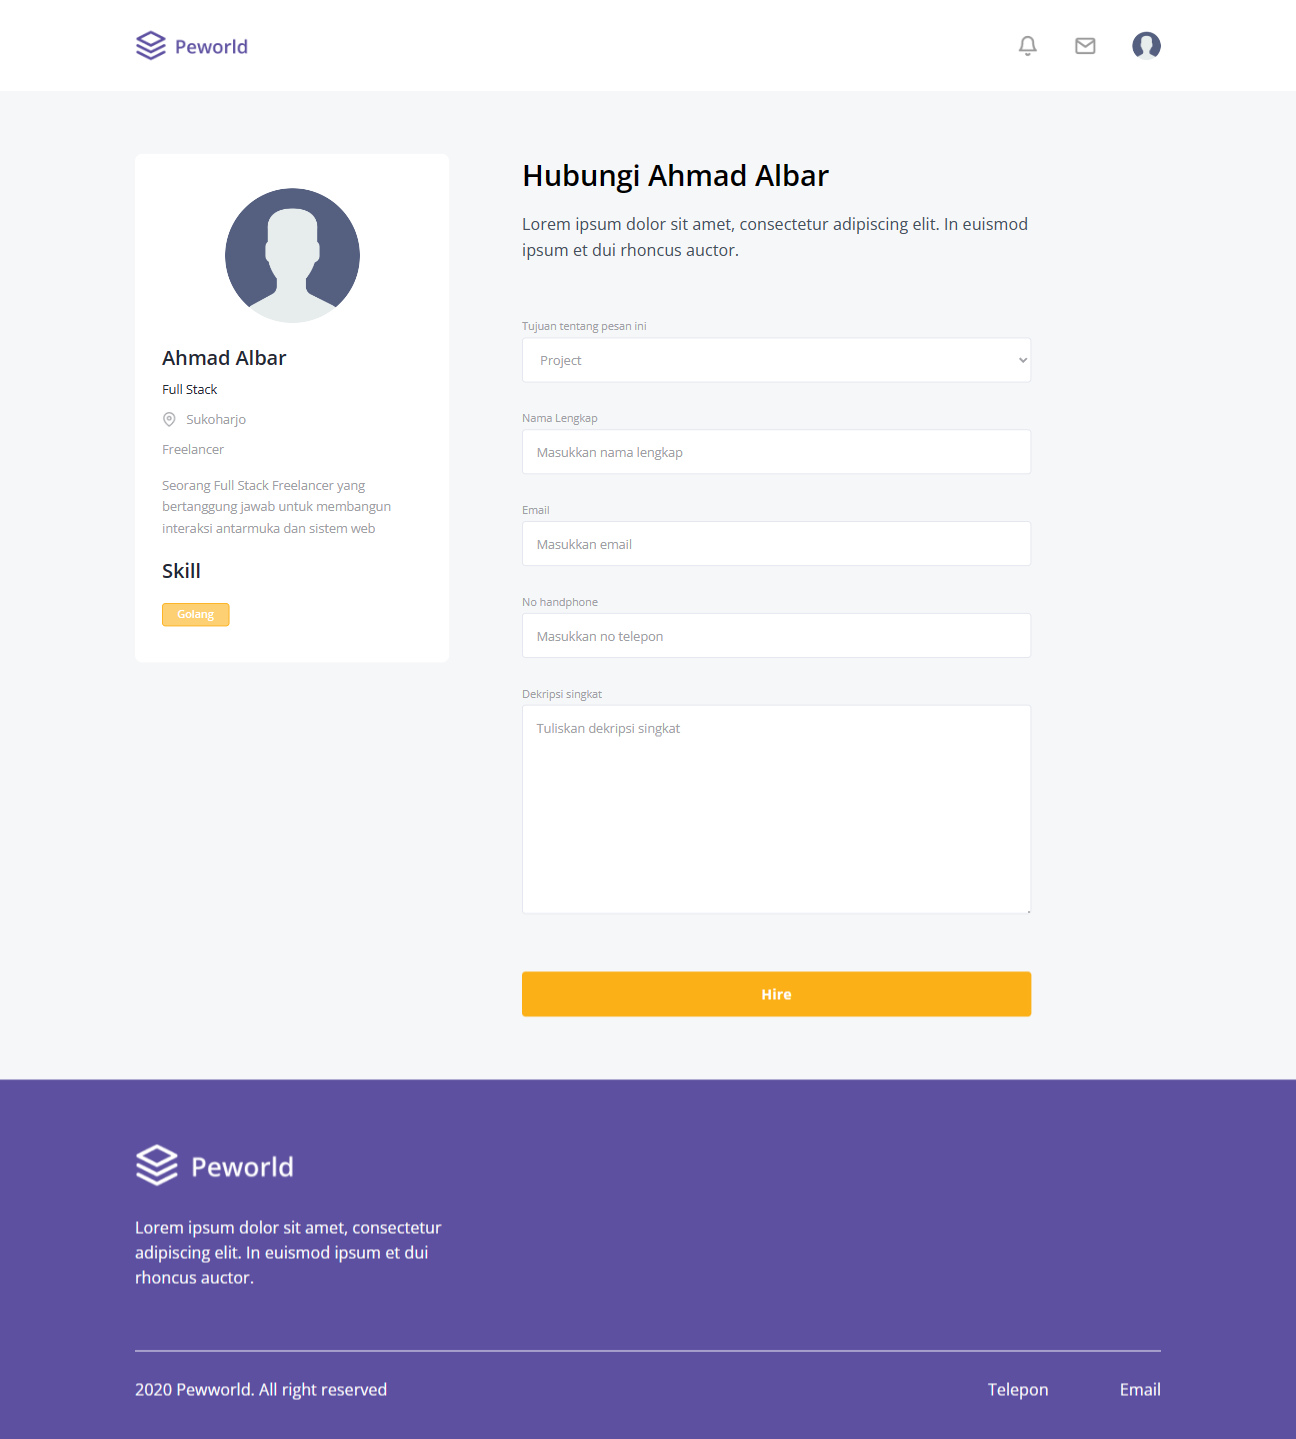 Peworld
Ahmad Albar
Full Stack
Sukoharjo
Freelancer
Seorang Full Stack Freelancer yang
bertanggung jawab untuk membangun
interaksi antarmuka dan sistem web
Skill
Golang
Hubungi Ahmad Albar
Lorem ipsum dolor sit amet, consectetur adipiscing elit. In euismod
ipsum et dui rhoncus auctor.
Tujuan tentang pesan ini
Project
Nama Lengkap
Masukkan nama lengkap
Email
Masukkan email
No handphone
Masukkan no telepon
Dekripsi singkat
Tuliskan dekripsi singkat
Hire
Peworld
Lorem ipsum dolor sit amet, consectetur
adipiscing elit. In euismod ipsum et dui
rhoncus auctor.
2020 Pewworld. All right reserved
Telepon
Email